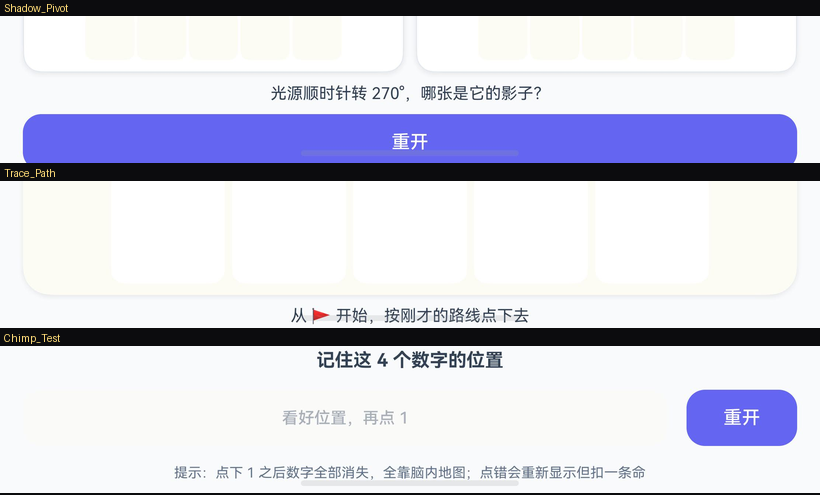 Shadow_Pivot
光源顺时针转 270°，哪张是它的影子？
重开
Trace_Path
从 🚩 开始，按刚才的路线点下去
Chimp_Test
记住这 4 个数字的位置
看好位置，再点 1
重开
提示：点下 1 之后数字全部消失，全靠脑内地图；点错会重新显示但扣一条命